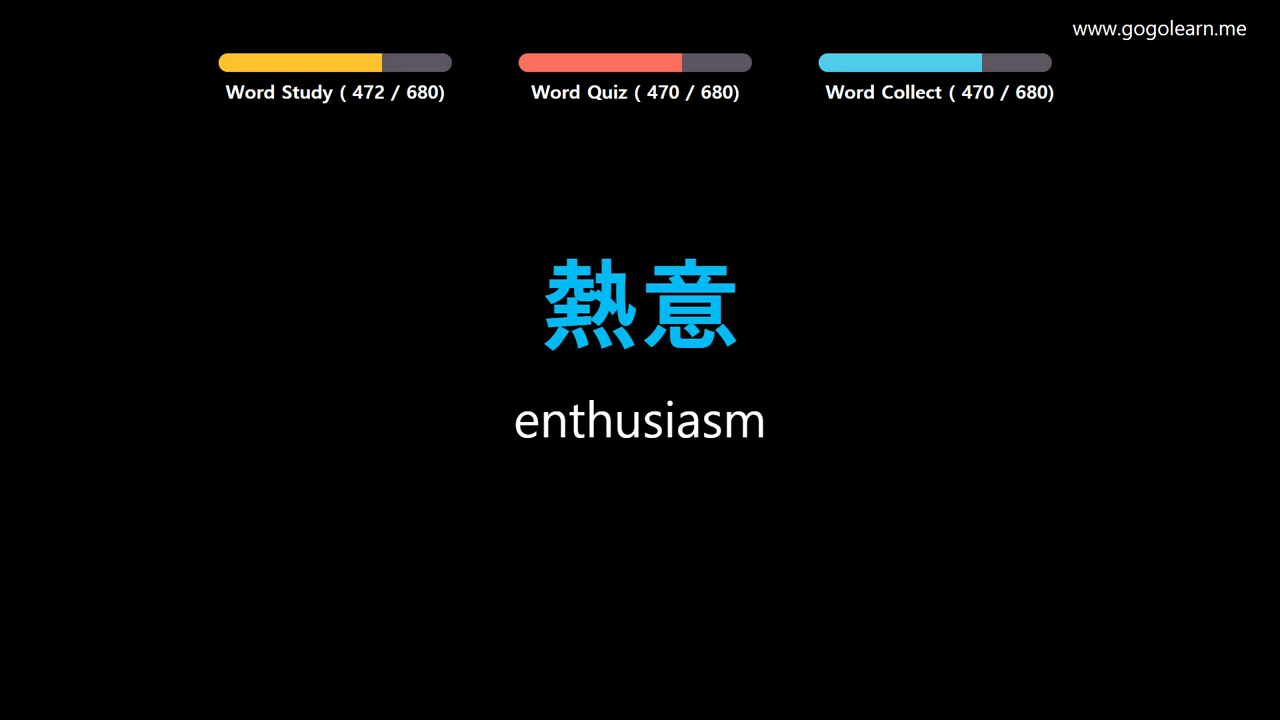 www.gogolearn.me
Word Study ( 472 / 680)
Word Quiz ( 470 / 680)
Word Collect ( 470 / 680)
熱意
enthusiasm